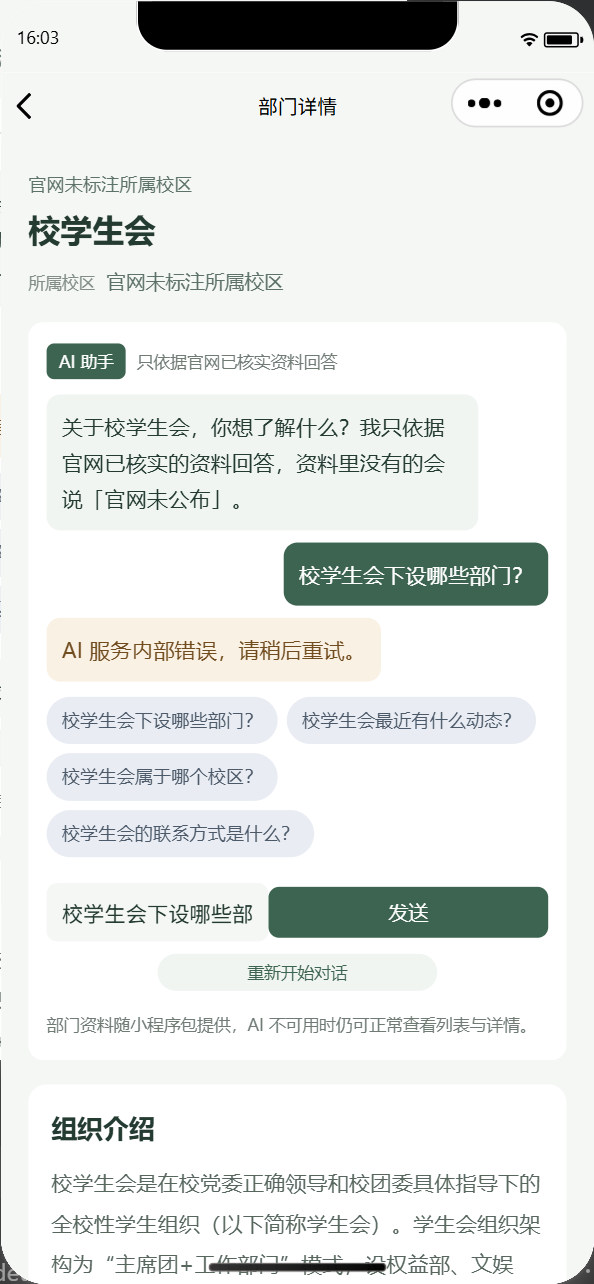 16:03
部门详情
官网未标注所属校区
校学生会
所属校区 官网未标注所属校区
AI 助手 只依据官网已核实资料回答
关于校学生会，你想了解什么？我只依据
官网已核实的资料回答，资料里没有的会
说「官网未公布」。
校学生会下设哪些部门？
AI 服务内部错误，请稍后重试。
校学生会下设哪些部门？ 校学生会最近有什么动态？
校学生会属于哪个校区？
校学生会的联系方式是什么？
校学生会下设哪些部 发送
重新开始对话
部门资料随小程序包提供，AI 不可用时仍可正常查看列表与详情。
组织介绍
校学生会是在校党委正确领导和校团委具体指导下的
全校性学生组织（以下简称学生会）。学生会组织架
构为“主席团+工作部门”模式，设权益部、文娱